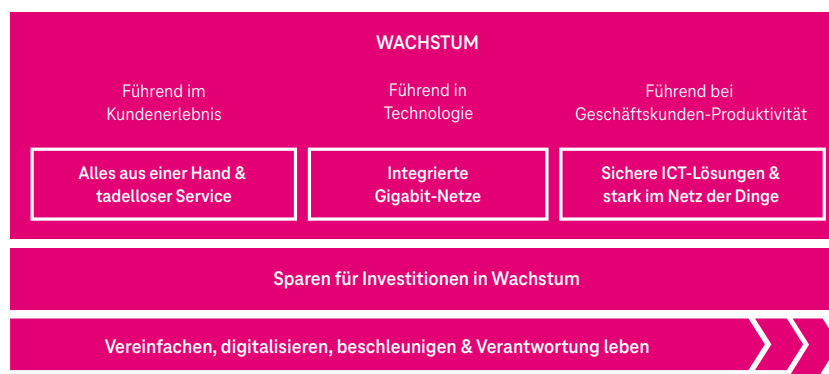 WACHSTUM
Führend im
Kundenerlebnis
Führend in
Technologie
Führend bei
Geschäftskunden-Produktivität
Alles aus einer Hand &
tadelloser Service
Integrierte
Gigabit-Netze
Sichere ICT-Lösungen &
stark im Netz der Dinge
Sparen für Investitionen in Wachstum
Vereinfachen, digitalisieren, beschleunigen & Verantwortung leben